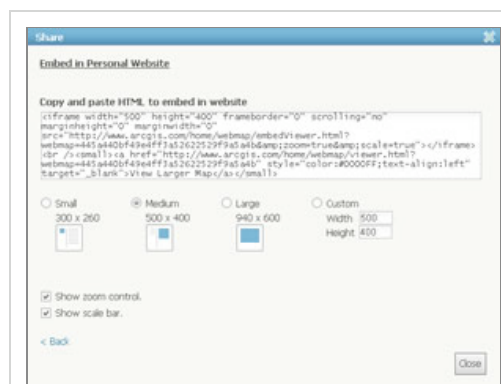 Share
Embed in Personal Website
Copy and paste HTML to embed in website
<iframe width="500" height="400" frameborder="0" scrolling="no"
marginheight="0" marginwidth="0"
src="http://www.arcgis.com/home/webmap/embedViewer.html?
webmap=445a440bf49e4ff3a52622529f9a5a4b&amp;zoom=true&amp;scale=true"></iframe>
<br /><small><a href="http://www.arcgis.com/home/webmap/viewer.html?
webmap=445a440bf49e4ff3a52622529f9a5a4b" style="color:#0000FF;text-align:left"
target="_blank">View Larger Map</a></small>
Small Medium Large Custom
300 x 260 500 x 400 940 x 600 Width 500
Height 400
Show zoom control.
Show scale bar.
< Back
Close